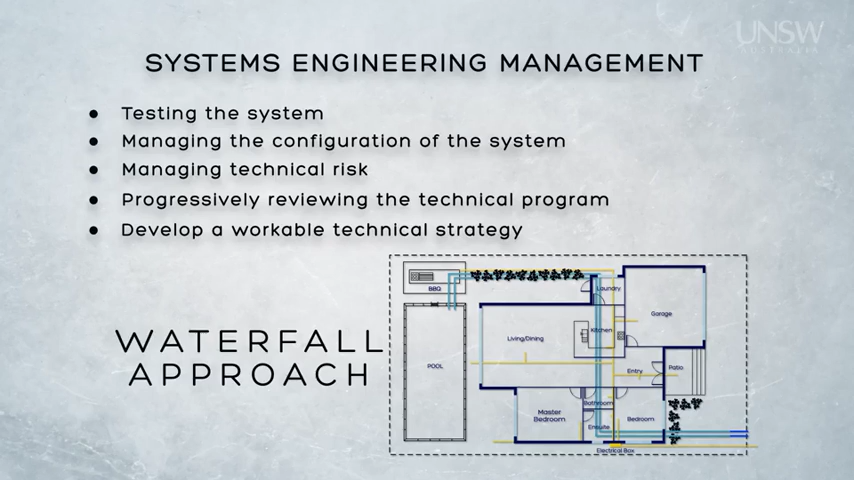 UNSW
AUSTRALIA
SYSTEMS ENGINEERING MANAGEMENT
● Testing the system
● Managing the configuration of the system
● Managing technical risk
● Progressively reviewing the technical program
● Develop a workable technical strategy
WATERFALL
APPROACH
BBQ
Laundry
Garage
Kitchen
Living/Dining
POOL
Entry
Patio
Bathroom
Master
Bedroom
Bedroom
Ensuite
Electrical Box